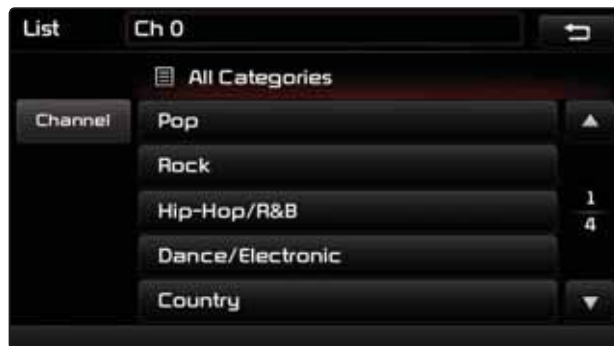 List Ch 0
All Categories
Channel Pop
Rock
Hip-Hop/R&B
1
4
Dance/Electronic
Country